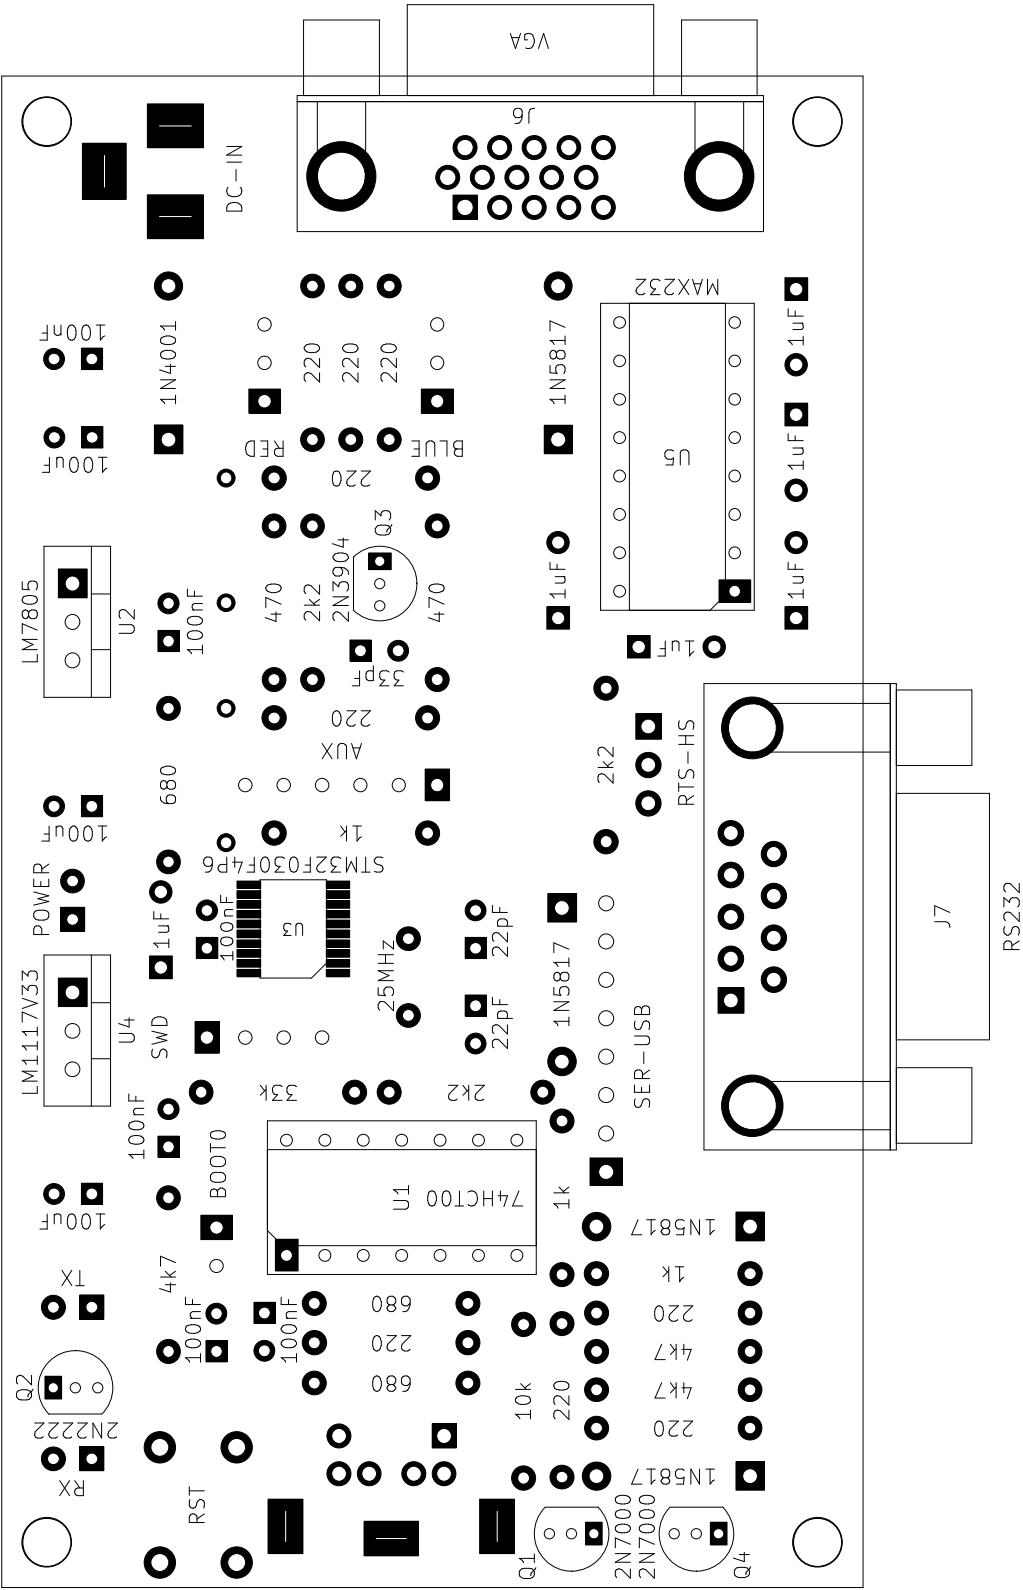 VGA
J6
DC-IN
MAX232
100nF
1N4001
220
220
220
1N5817
1uF
100uF
RED
BLUE
1uF
220
U5
Q3
2N3904
LM7805
U2
100nF
470
2k2
470
1uF
1uF
33pF
1uF
220
AUX
RTS-HS
680
2k2
100uF
1k
STM32F030F4P6
POWER
1uF
100nF
U3
25MHz
22pF
1N5817
J7
RS232
LM1117V33
U4
SWD
22pF
SER-USB
33k
2k2
100nF
BOOT0
U1
74HCT00
1k
100uF
1N5817
TX
4k7
1k
100nF
100nF
680
220
220
4k7
Q2
680
10k
220
4k7
2N2222
220
RX
RST
1N5817
Q1
2N7000
2N7000
Q4